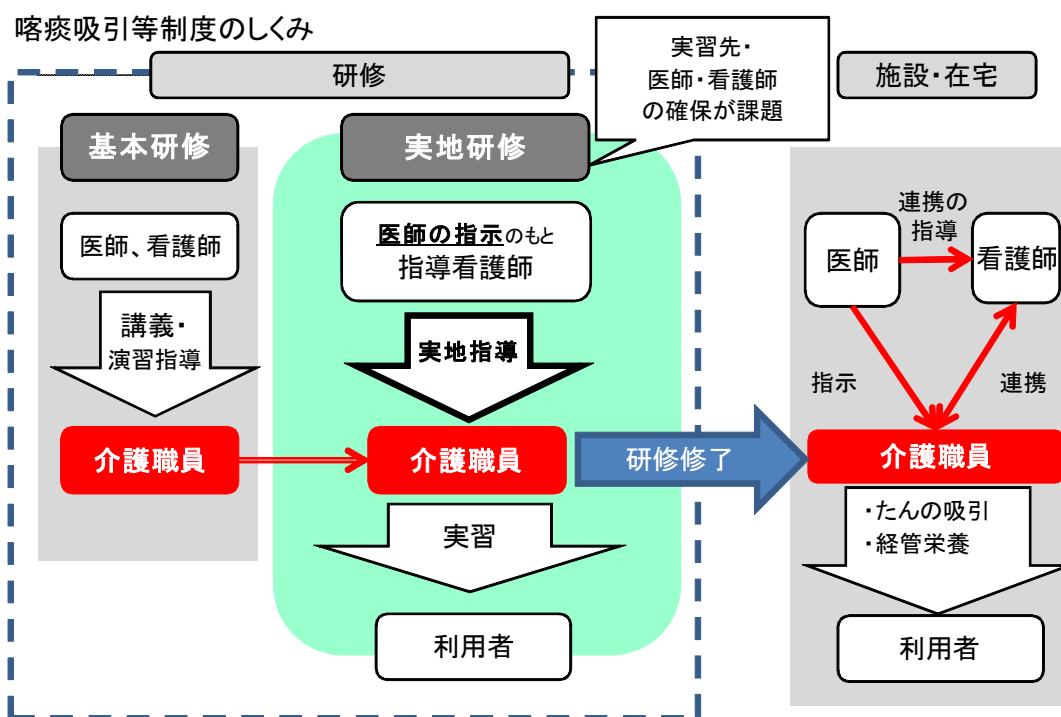 喀痰吸引等制度のしくみ
研修
実習先・
医師・看護師
の確保が課題
施設・在宅
基本研修
医師、看護師
講義・
演習指導
介護職員
実地研修
医師の指示のもと
指導看護師
実地指導
介護職員
実習
利用者
研修修了
医師
連携の
指導
看護師
指示
連携
介護職員
・たんの吸引
・経管栄養
利用者